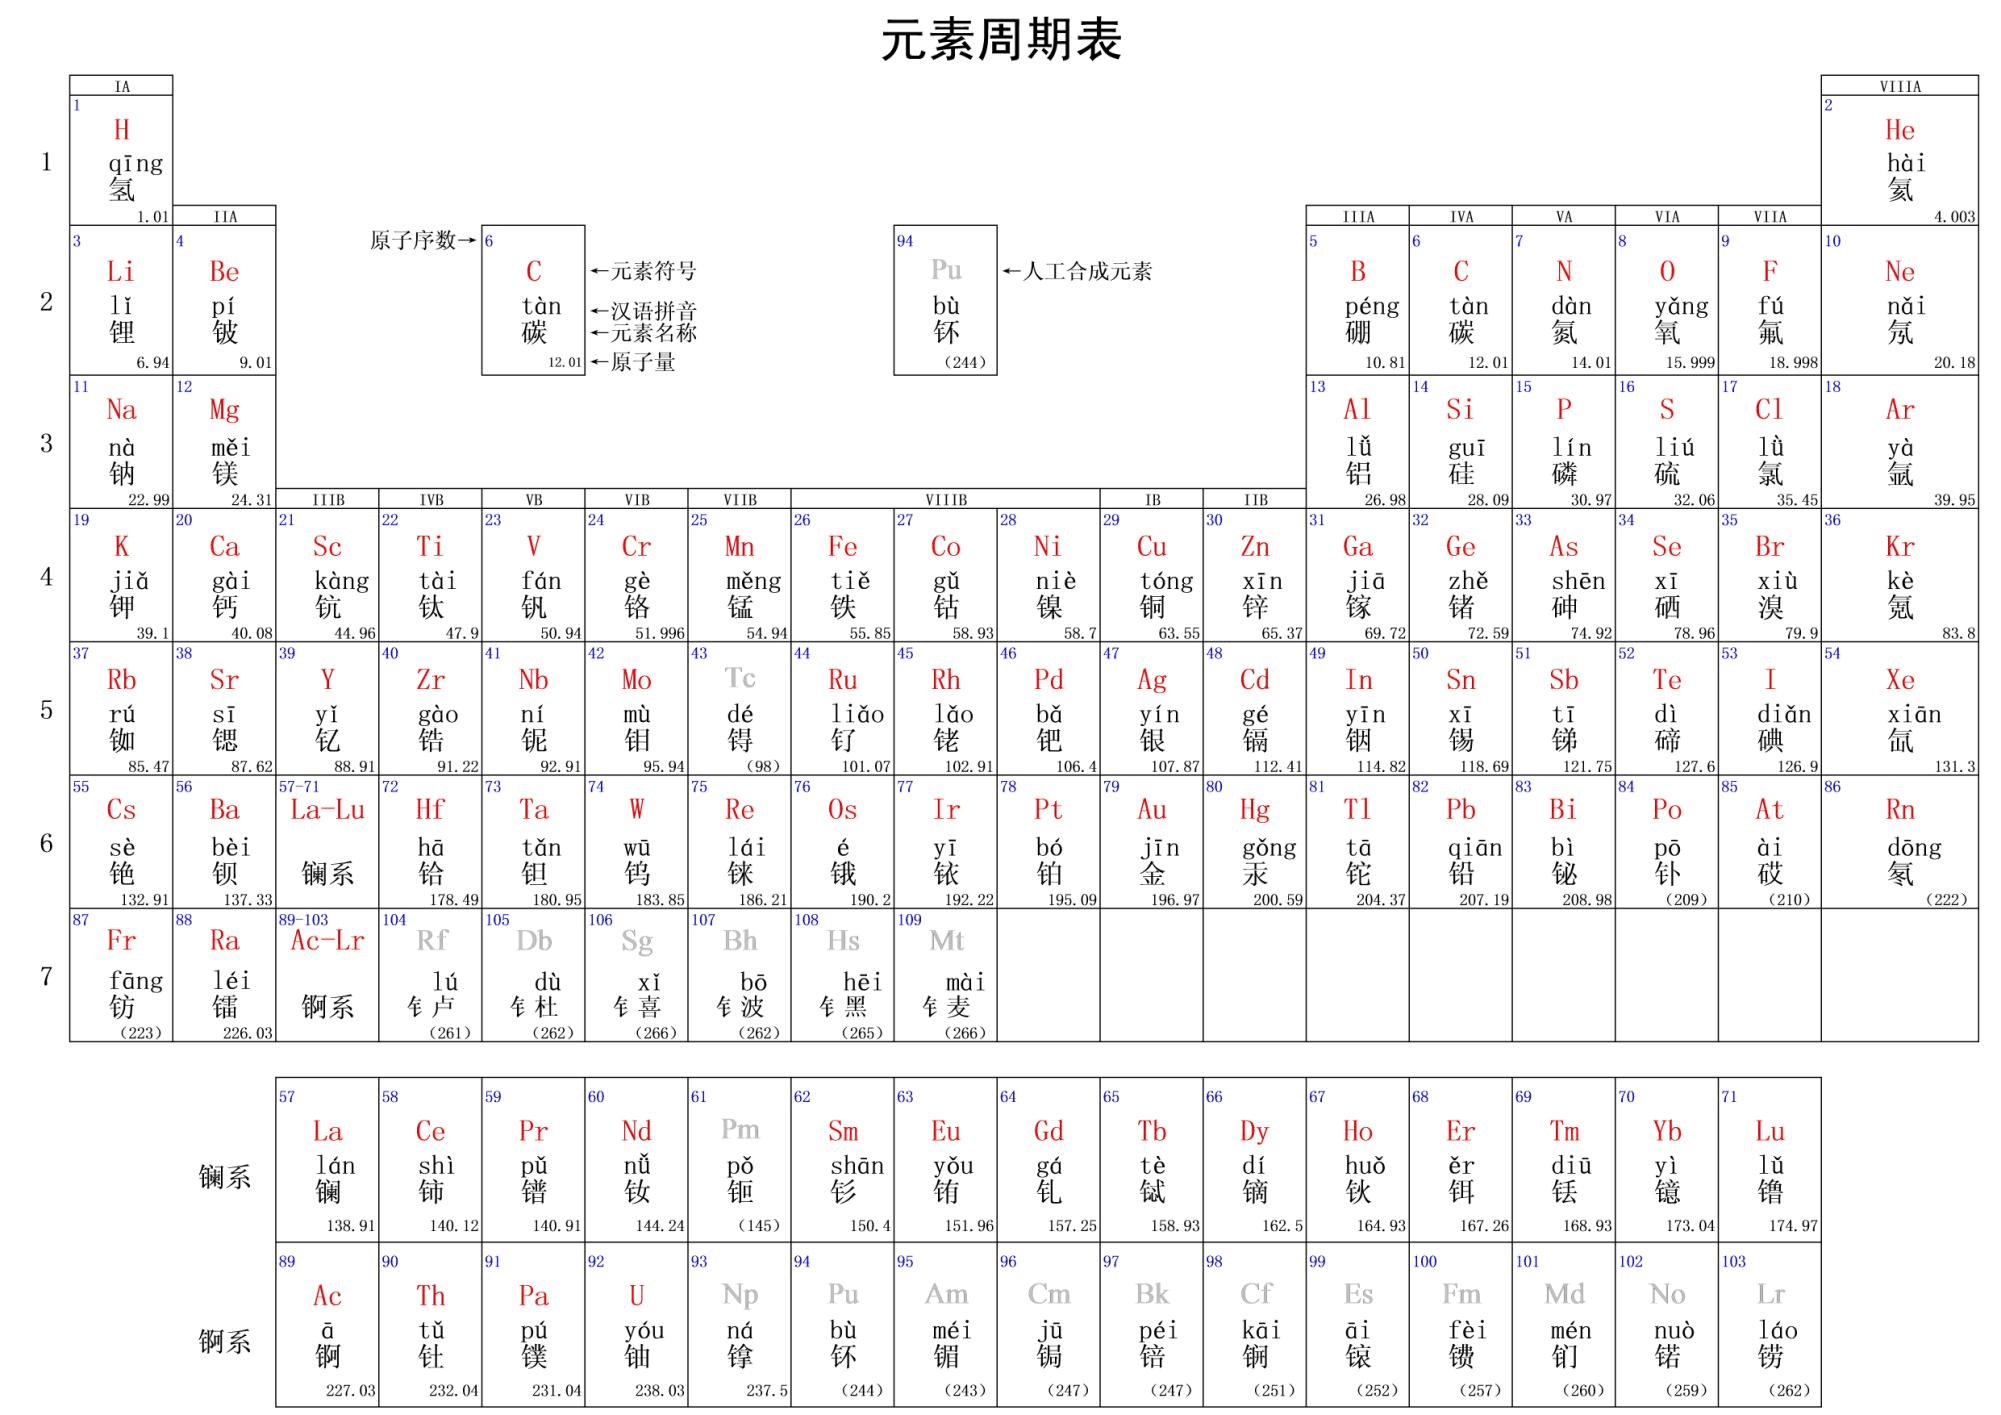 元素周期表
IA VIIIA
1 2
H He
1 qīng hài
氢 氦
1.01 IIA IIIA IVA VA VIA VIIA 4.003
3 4 原子序数→ 6 94 5 6 7 8 9 10
Li Be C ←元素符号 Pu ←人工合成元素 B C N O F Ne
2 lǐ pí tàn ←汉语拼音 bù péng tàn dàn yǎng fú nǎi
锂 铍 碳 ←元素名称 钚 硼 碳 氮 氧 氟 氖
6.94 9.01 12.01 ←原子量 (244) 10.81 12.01 14.01 15.999 18.998 20.18
11 12 13 14 15 16 17 18
Na Mg Al Si P S Cl Ar
3 nà měi lǚ guī lín liú lǜ yà
钠 镁 铝 硅 磷 硫 氯 氩
22.99 24.31 IIIB IVB VB VIB VIIB VIIIB IB IIB 26.98 28.09 30.97 32.06 35.45 39.95
19 20 21 22 23 24 25 26 27 28 29 30 31 32 33 34 35 36
K Ca Sc Ti V Cr Mn Fe Co Ni Cu Zn Ga Ge As Se Br Kr
4 jiǎ gài kàng tài fán gè měng tiě gǔ niè tóng xīn jiā zhě shēn xī xiù kè
钾 钙 钪 钛 钒 铬 锰 铁 钴 镍 铜 锌 镓 锗 砷 硒 溴 氪
39.1 40.08 44.96 47.9 50.94 51.996 54.94 55.85 58.93 58.7 63.55 65.37 69.72 72.59 74.92 78.96 79.9 83.8
37 38 39 40 41 42 43 44 45 46 47 48 49 50 51 52 53 54
Rb Sr Y Zr Nb Mo Tc Ru Rh Pd Ag Cd In Sn Sb Te I Xe
5 rú sī yǐ gào ní mù dé liǎo lǎo bǎ yín gé yīn xī tī dì diǎn xiān
铷 锶 钇 锆 铌 钼 锝 钌 铑 钯 银 镉 铟 锡 锑 碲 碘 氙
85.47 87.62 88.91 91.22 92.91 95.94 (98) 101.07 102.91 106.4 107.87 112.41 114.82 118.69 121.75 127.6 126.9 131.3
55 56 57-71 72 73 74 75 76 77 78 79 80 81 82 83 84 85 86
Cs Ba La-Lu Hf Ta W Re Os Ir Pt Au Hg Tl Pb Bi Po At Rn
6 sè bèi hā tǎn wū lái é yī bó jīn gǒng tā qiān bì pō ài dōng
铯 钡 镧系 铪 钽 钨 铼 锇 铱 铂 金 汞 铊 铅 铋 钋 砹 氡
132.91 137.33 178.49 180.95 183.85 186.21 190.2 192.22 195.09 196.97 200.59 204.37 207.19 208.98 (209) (210) (222)
87 88 89-103 104 105 106 107 108 109
Fr Ra Ac-Lr Rf Db Sg Bh Hs Mt
7 fāng léi lú dù xǐ bō hēi mài
钫 镭 锕系 钅卢 钅杜 钅喜 钅波 钅黑 钅麦
(223) 226.03 (261) (262) (266) (262) (265) (266)
57 58 59 60 61 62 63 64 65 66 67 68 69 70 71
La Ce Pr Nd Pm Sm Eu Gd Tb Dy Ho Er Tm Yb Lu
镧系 lán shì pǔ nǚ pǒ shān yǒu gá tè dí huǒ ěr diū yì lǔ
镧 铈 镨 钕 钷 钐 铕 钆 铽 镝 钬 铒 铥 镱 镥
138.91 140.12 140.91 144.24 (145) 150.4 151.96 157.25 158.93 162.5 164.93 167.26 168.93 173.04 174.97
89 90 91 92 93 94 95 96 97 98 99 100 101 102 103
Ac Th Pa U Np Pu Am Cm Bk Cf Es Fm Md No Lr
锕系 ā tǔ pú yóu ná bù méi jū péi kāi āi fèi mén nuò láo
锕 钍 镤 铀 镎 钚 镅 锔 锫 锎 锿 镄 钔 锘 铹
227.03 232.04 231.04 238.03 237.5 (244) (243) (247) (247) (251) (252) (257) (260) (259) (262)